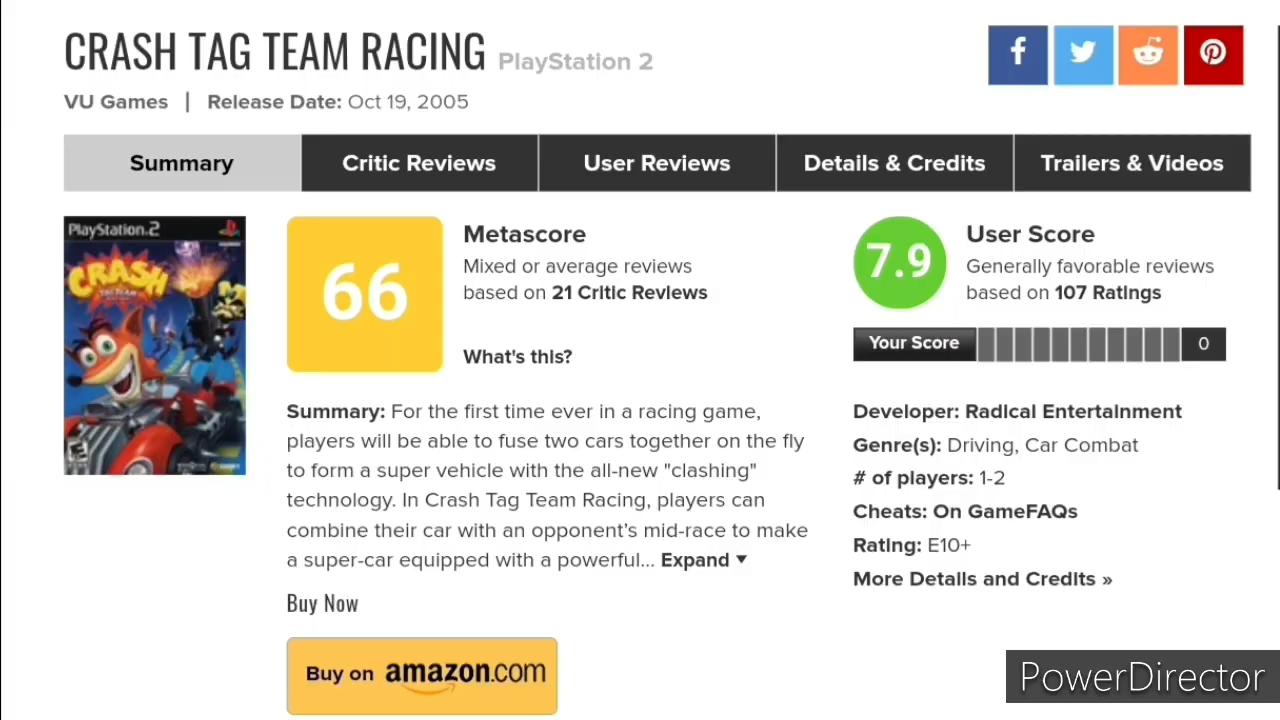 CRASH TAG TEAM RACING PlayStation 2
f
VU Games | Release Date: Oct 19, 2005
Summary Critic Reviews User Reviews Details & Credits Trailers & Videos
PlayStation.2
CRASH
TAG TEAM
E
66
Metascore
Mixed or average reviews
based on 21 Critic Reviews
What's this?
7.9
User Score
Generally favorable reviews
based on 107 Ratings
Your Score 0
Summary: For the first time ever in a racing game,
players will be able to fuse two cars together on the fly
to form a super vehicle with the all-new "clashing"
technology. In Crash Tag Team Racing, players can
combine their car with an opponent's mid-race to make
a super-car equipped with a powerful... Expand ▼
Buy Now
Buy on amazon.com
Developer: Radical Entertainment
Genre(s): Driving, Car Combat
# of players: 1-2
Cheats: On GameFAQs
Rating: E10+
More Details and Credits »
PowerDirector